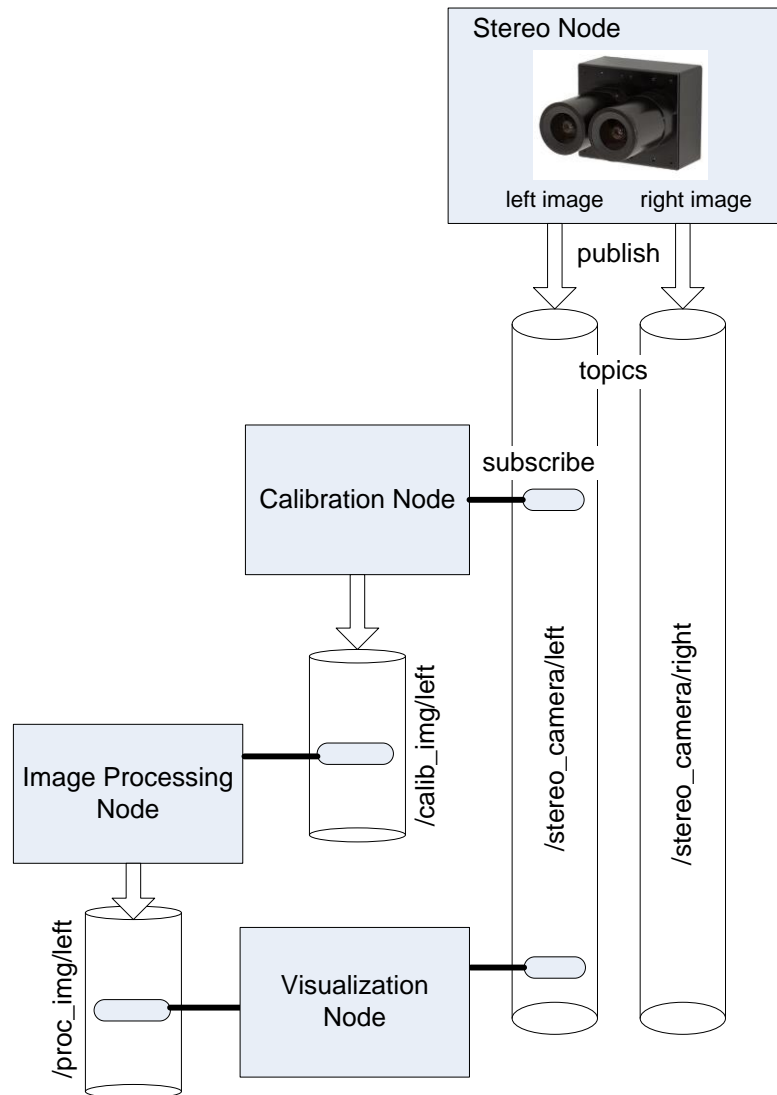 Stereo Node
left image
right image
publish
topics
subscribe
Calibration Node
/stereo_camera/left
/stereo_camera/right
/calib_img/left
Image Processing
Node
/proc_img/left
Visualization
Node